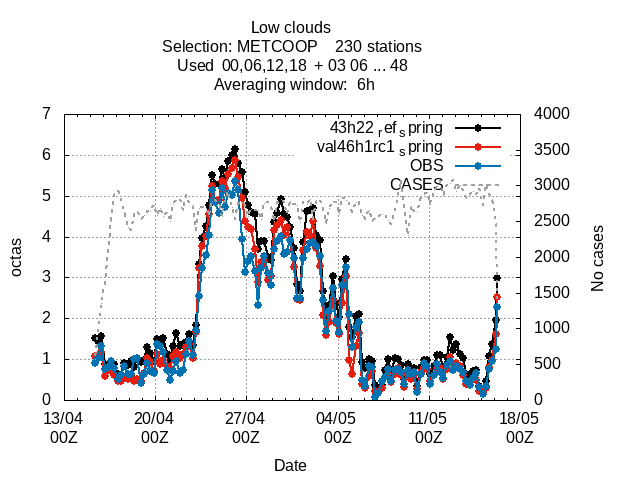 Low clouds
Selection: METCOOP    230 stations
Used  00,06,12,18  + 03 06 ... 48
Averaging window:  6h
7 4000
43h22 ref spring
3500
val46h1rc1 spring
6
OBS
CASES 3000
5
2500
octas
4
2000
No cases
3
1500
2
1000
1
500
0 0
13/04 20/04 27/04 04/05 11/05 18/05
00Z 00Z 00Z 00Z 00Z 00Z
Date